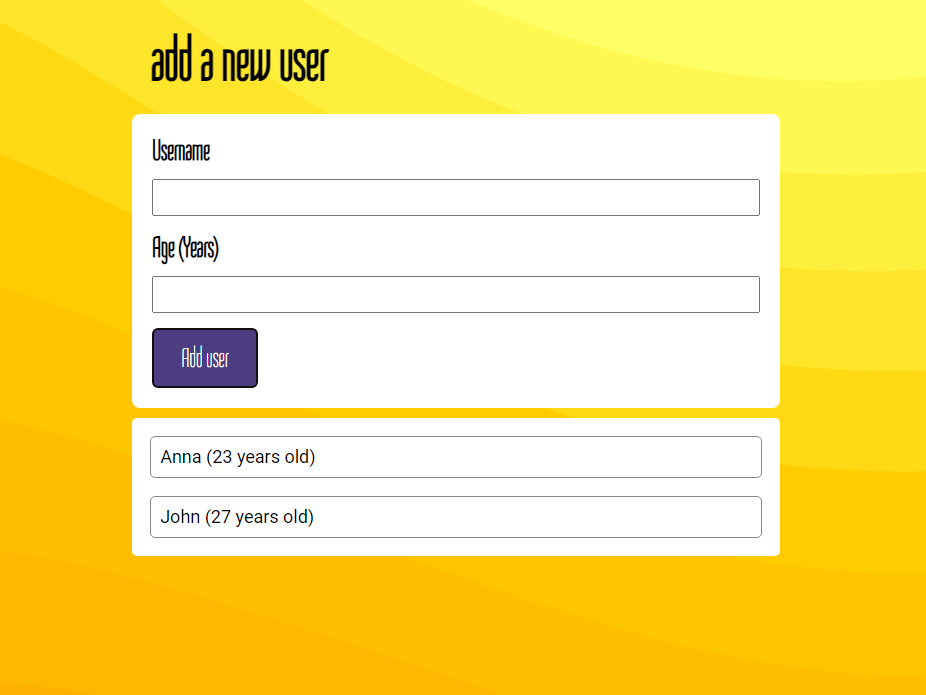 add a new user
Username
Age (Years)
Add user
Anna (23 years old)
John (27 years old)